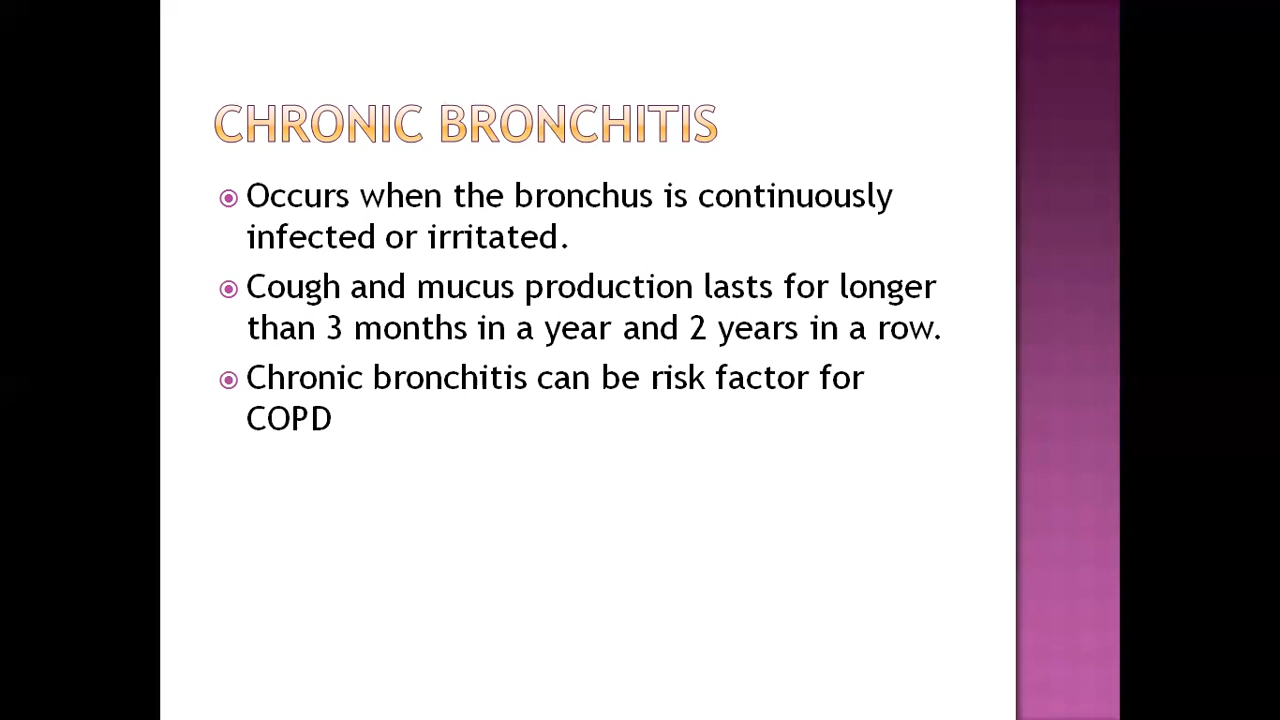 CHRONIC BRONCHITIS
Occurs when the bronchus is continuously
infected or irritated.
Cough and mucus production lasts for longer
than 3 months in a year and 2 years in a row.
Chronic bronchitis can be risk factor for
COPD